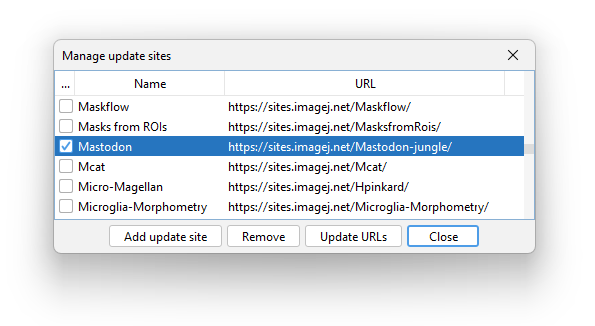 Manage update sites
... Name URL
Maskflow https://sites.imagej.net/Maskflow/
Masks from ROIs https://sites.imagej.net/MasksfromRois/
Mastodon https://sites.imagej.net/Mastodon-jungle/
Mcat https://sites.imagej.net/Mcat/
Micro-Magellan https://sites.imagej.net/Hpinkard/
Microglia-Morphometry https://sites.imagej.net/Microglia-Morphometry/
Add update site Remove Update URLs Close